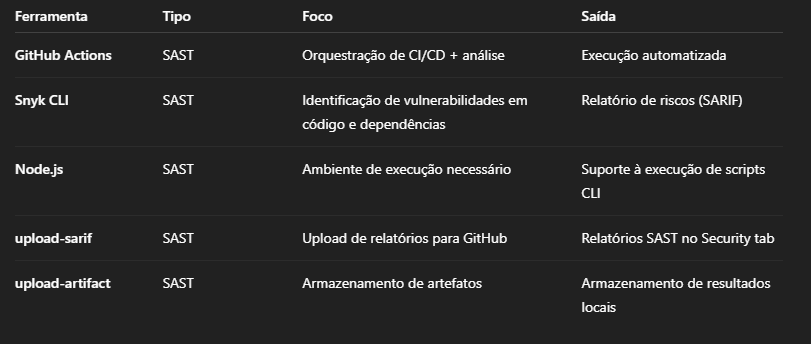 Ferramenta Tipo Foco Saída
GitHub Actions SAST Orquestração de CI/CD + análise Execução automatizada
Snyk CLI SAST Identificação de vulnerabilidades em Relatório de riscos (SARIF)
código e dependências
Node.js SAST Ambiente de execução necessário Suporte à execução de scripts
CLI
upload-sarif SAST Upload de relatórios para GitHub Relatórios SAST no Security tab
upload-artifact SAST Armazenamento de artefatos Armazenamento de resultados
locais